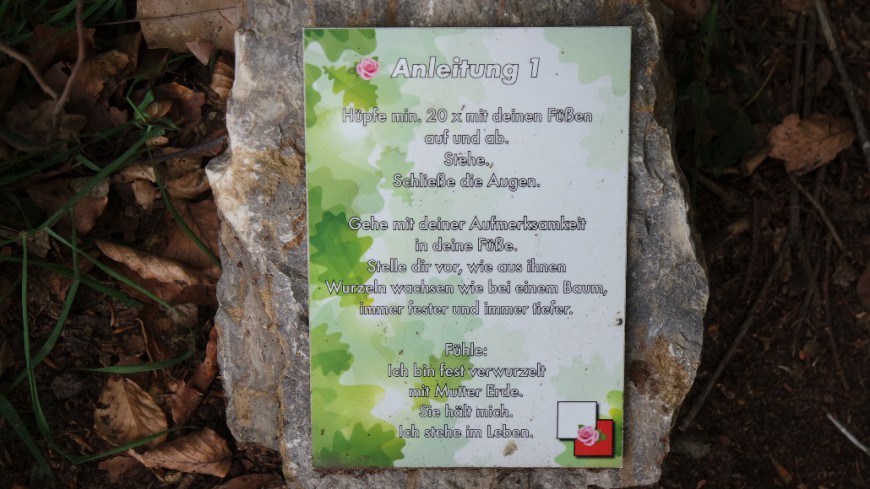 Anleitung 1
Hüpfe min. 20 x mit deinen Füßen
auf und ab.
Stehe.
Schließe die Augen.
Gehe mit deiner Aufmerksamkeit
in deine Füße.
Stelle dir vor, wie aus ihnen
Wurzeln wachsen wie bei einem Baum,
immer fester und immer tiefer.
Fühle:
Ich bin fest verwurzelt
mit Mutter Erde.
Sie hält mich.
Ich stehe im Leben.